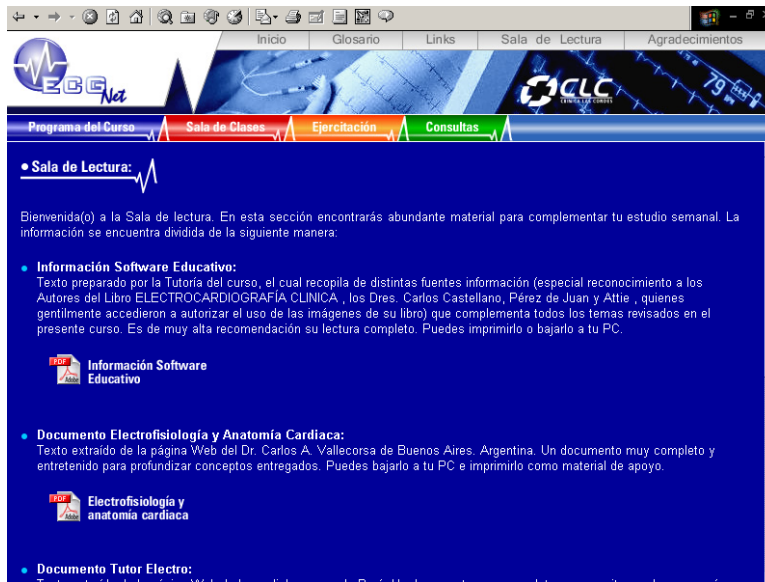 Inicio Glosario Links Sala de Lectura Agradecimientos
ECG Net
CLC
CLINICA LAS CONDES
79
Programa del Curso Sala de Clases Ejercitación Consultas
• Sala de Lectura:
Bienvenida(o) a la Sala de lectura. En esta sección encontrarás abundante material para complementar tu estudio semanal. La
información se encuentra dividida de la siguiente manera:
• Información Software Educativo:
Texto preparado por la Tutoría del curso, el cual recopila de distintas fuentes información (especial reconocimiento a los
Autores del Libro ELECTROCARDIOGRAFÍA CLINICA , los Dres. Carlos Castellano, Pérez de Juan y Attie , quienes
gentilmente accedieron a autorizar el uso de las imágenes de su libro) que complementa todos los temas revisados en el
presente curso. Es de muy alta recomendación su lectura completo. Puedes imprimirlo o bajarlo a tu PC.
PDF
Adobe
Información Software
Educativo
• Documento Electrofisiología y Anatomía Cardiaca:
Texto extraído de la página Web del Dr. Carlos A. Vallecorsa de Buenos Aires. Argentina. Un documento muy completo y
entretenido para profundizar conceptos entregados. Puedes bajarlo a tu PC e imprimirlo como material de apoyo.
PDF
Adobe
Electrofisiología y
anatomía cardiaca
• Documento Tutor Electro: